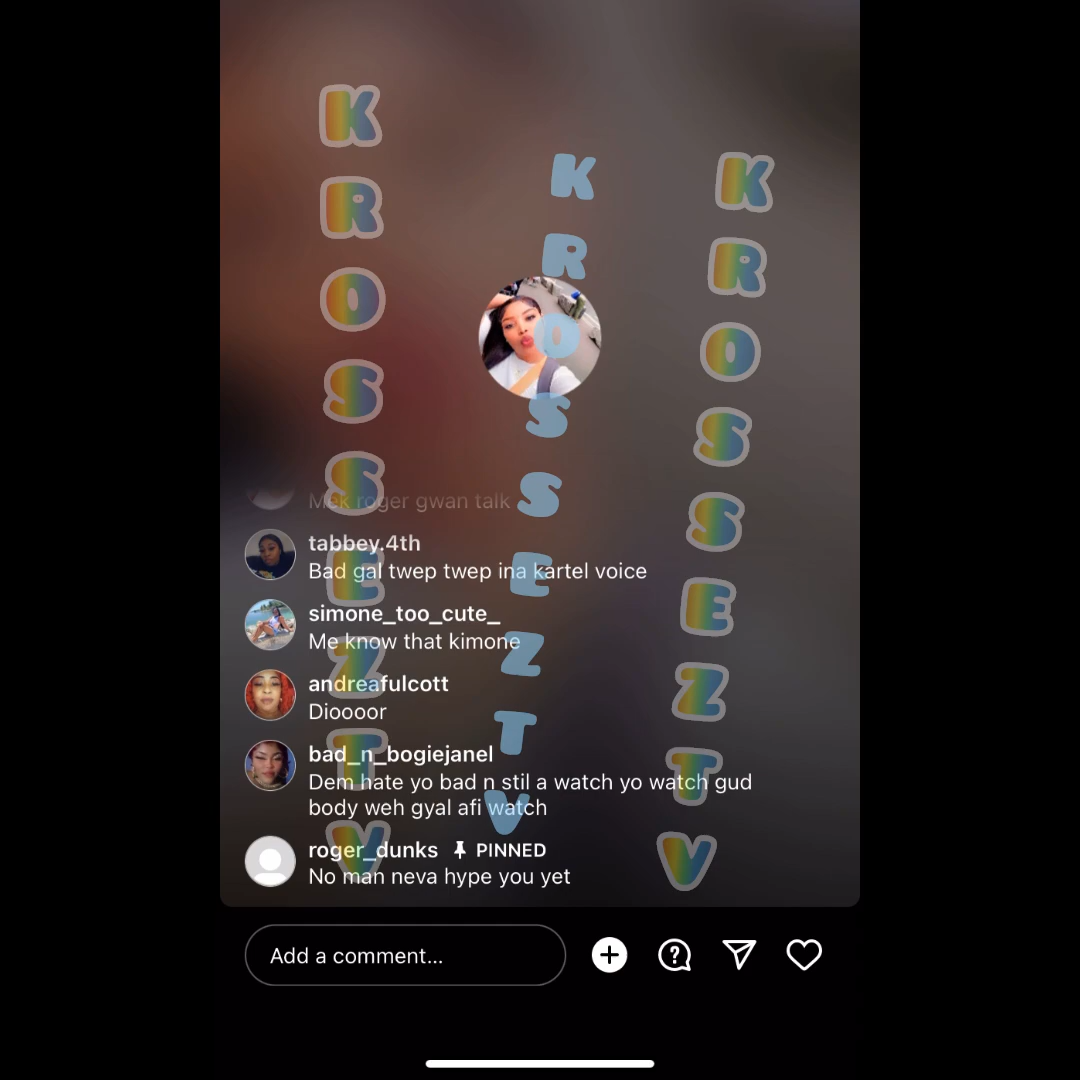 KROSSEZTV
KROSSEZTV
KROSSEZTV
Mek roger gwan talk
tabbey.4th
Bad gal twep twep ina kartel voice
simone_too_cute_
Me know that kimone
andreafulcott
Dioooor
bad_n_bogiejanel
Dem hate yo bad n stil a watch yo watch gud
body weh gyal afi watch
roger_dunks PINNED
No man neva hype you yet
Add a comment...